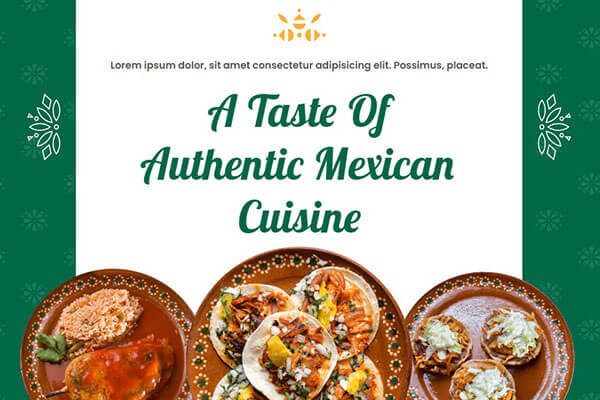 Lorem ipsum dolor, sit amet consectetur adipisicing elit. Possimus, placeat.
A Taste Of
Authentic Mexican
Cuisine